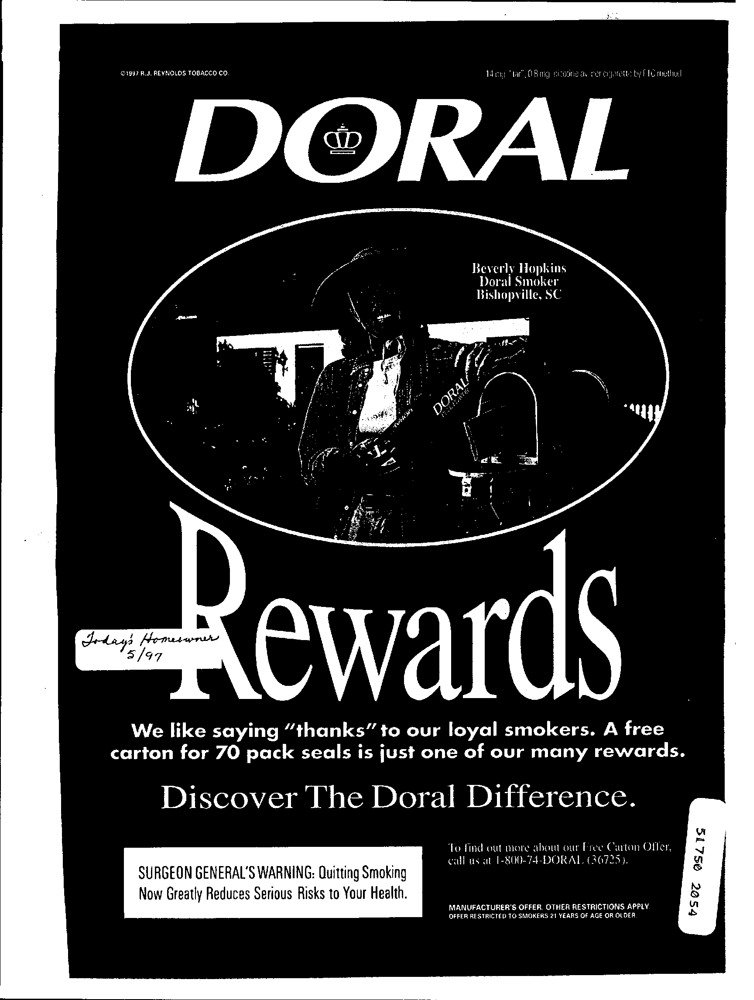 ©1997 R.J. REYNOLDS TOBACCO CO.
14 mg. "tar", 0.8 mg. nicotine av. per cigarette by FTC method.
DORAL
Beverly Hopkins
Doral Smoker
Bishopville, SC
DORAL
Rewards
Today's Homeowner
5/97
We like saying "thanks" to our loyal smokers. A free
carton for 70 pack seals is just one of our many rewards.
Discover The Doral Difference.
To find out more about our Free Carton Offer,
call us at 1-800-74-DORAL (36725).
SURGEON GENERAL'S WARNING: Quitting Smoking
Now Greatly Reduces Serious Risks to Your Health.
MANUFACTURER'S OFFER. OTHER RESTRICTIONS APPLY.
OFFER RESTRICTED TO SMOKERS 21 YEARS OF AGE OR OLDER.
51750 2054